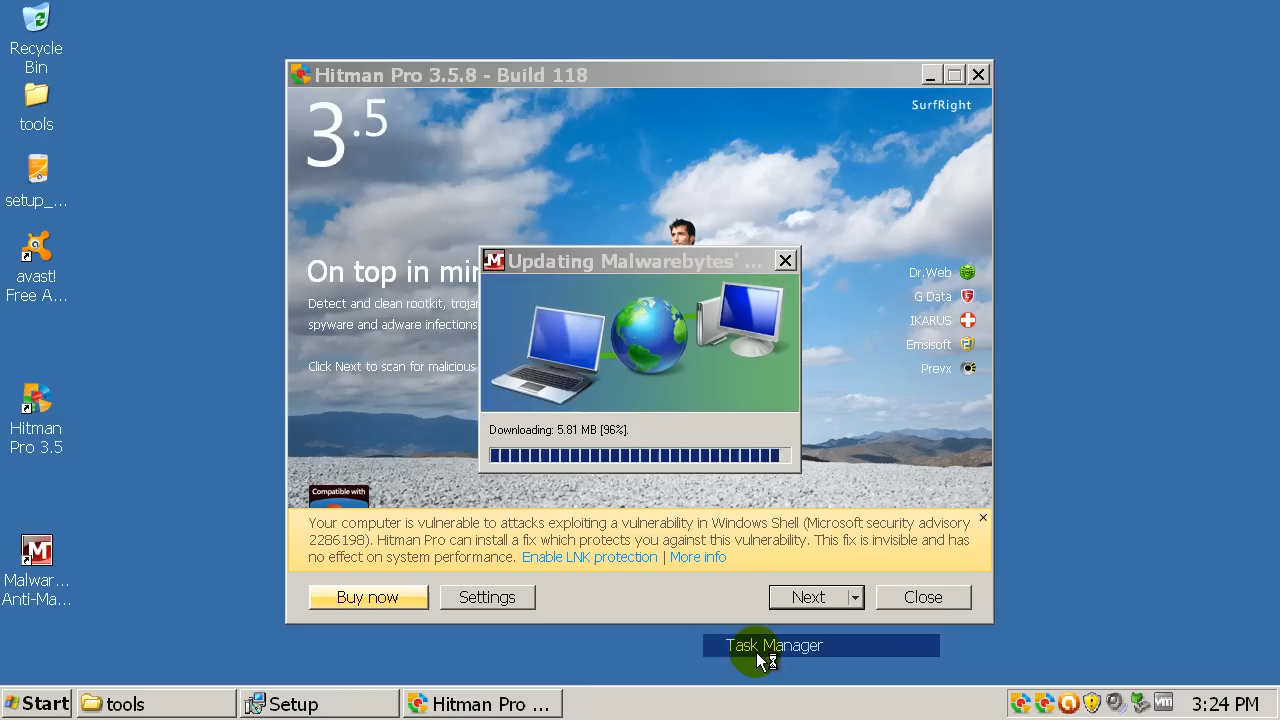 Recycle
Bin
tools
setup_...
avast!
Free A...
Hitman
Pro 3.5
Malwar...
Anti-Ma...
Hitman Pro 3.5.8 - Build 118
3.5
SurfRight
On top in mi
Detect and clean rootkit, troja
spyware and adware infections
Click Next to scan for malicious
Dr.Web
G Data
IKARUS
Emsisoft
Prevx
Updating Malwarebytes' ...
Downloading: 5.81 MB [96%].
Compatible with
Your computer is vulnerable to attacks exploiting a vulnerability in Windows Shell (Microsoft security advisory
2286198). Hitman Pro can install a fix which protects you against this vulnerability. This fix is invisible and has
no effect on system performance. Enable LNK protection | More info
Buy now
Settings
Next
Close
Task Manager
Start
tools
Setup
Hitman Pro ...
vm
3:24 PM